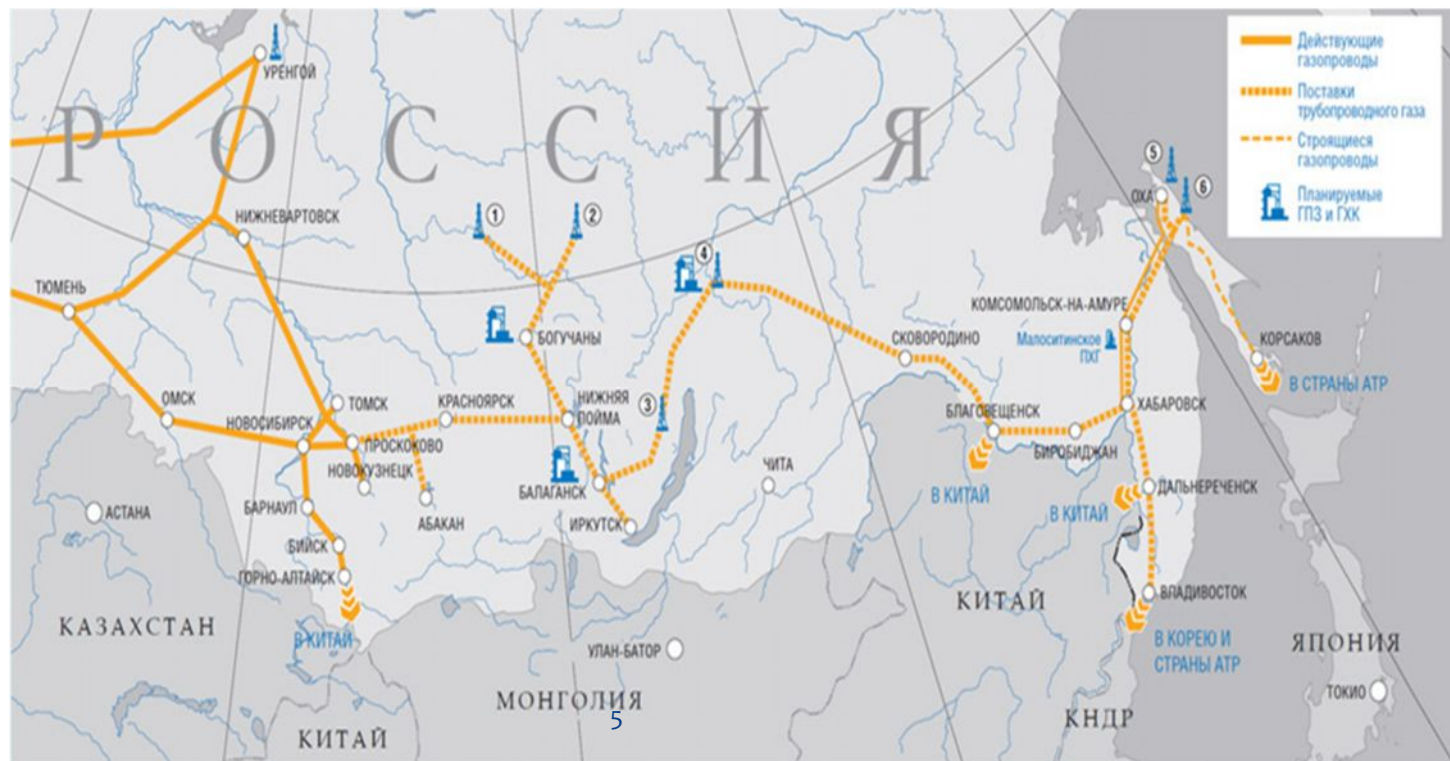 УРЕНГОЙ
РОССИЯ
Действующие
газопроводы
Поставки
трубопроводного газа
Строящиеся
газопроводы
Планируемые
ГПЗ и ГХК
НИЖНЕВАРТОВСК
1
2
3
4
5
6
ОХА
ТЮМЕНЬ
БОГУЧАНЫ
КОМСОМОЛЬСК-НА-АМУРЕ
Малоситинское
ПХГ
СКОВОРОДИНО
КОРСАКОВ
В СТРАНЫ АТР
ОМСК
ТОМСК
КРАСНОЯРСК
НИЖНЯЯ
ПОЙМА
НОВОСИБИРСК
ПРОСКОКОВО
НОВОКУЗНЕЦК
БЛАГОВЕЩЕНСК
ХАБАРОВСК
БИРОБИДЖАН
БАЛАГАНСК
ЧИТА
В КИТАЙ
ДАЛЬНЕРЕЧЕНСК
В КИТАЙ
АСТАНА
БАРНАУЛ
АБАКАН
ИРКУТСК
БИЙСК
ГОРНО-АЛТАЙСК
КАЗАХСТАН
В КИТАЙ
КИТАЙ
ВЛАДИВОСТОК
В КОРЕЮ И
СТРАНЫ АТР
ЯПОНИЯ
УЛАН-БАТОР
МОНГОЛИЯ
5
ТОКИО
КНДР
КИТАЙ